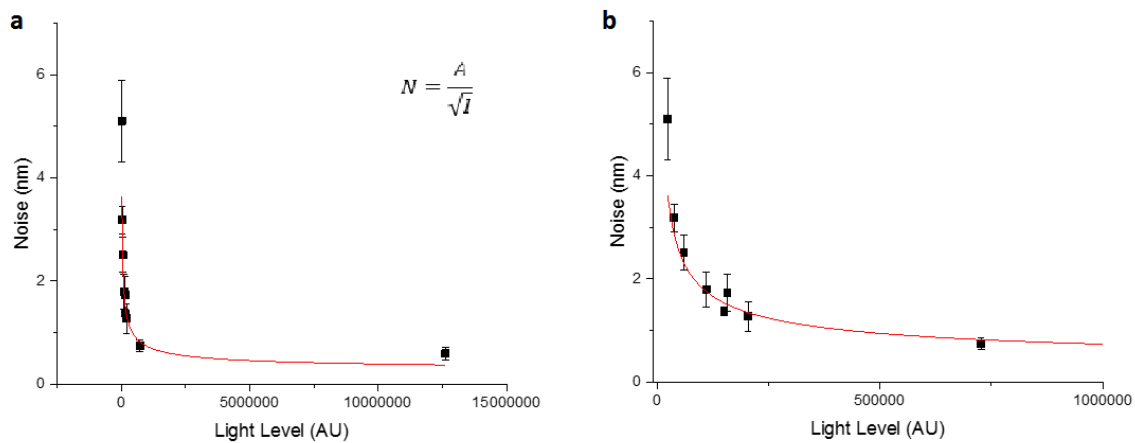 a
b
N = A / √I
6
4
2
0
Noise (nm)
0
5000000
10000000
15000000
Light Level (AU)
6
4
2
0
Noise (nm)
0
500000
1000000
Light Level (AU)